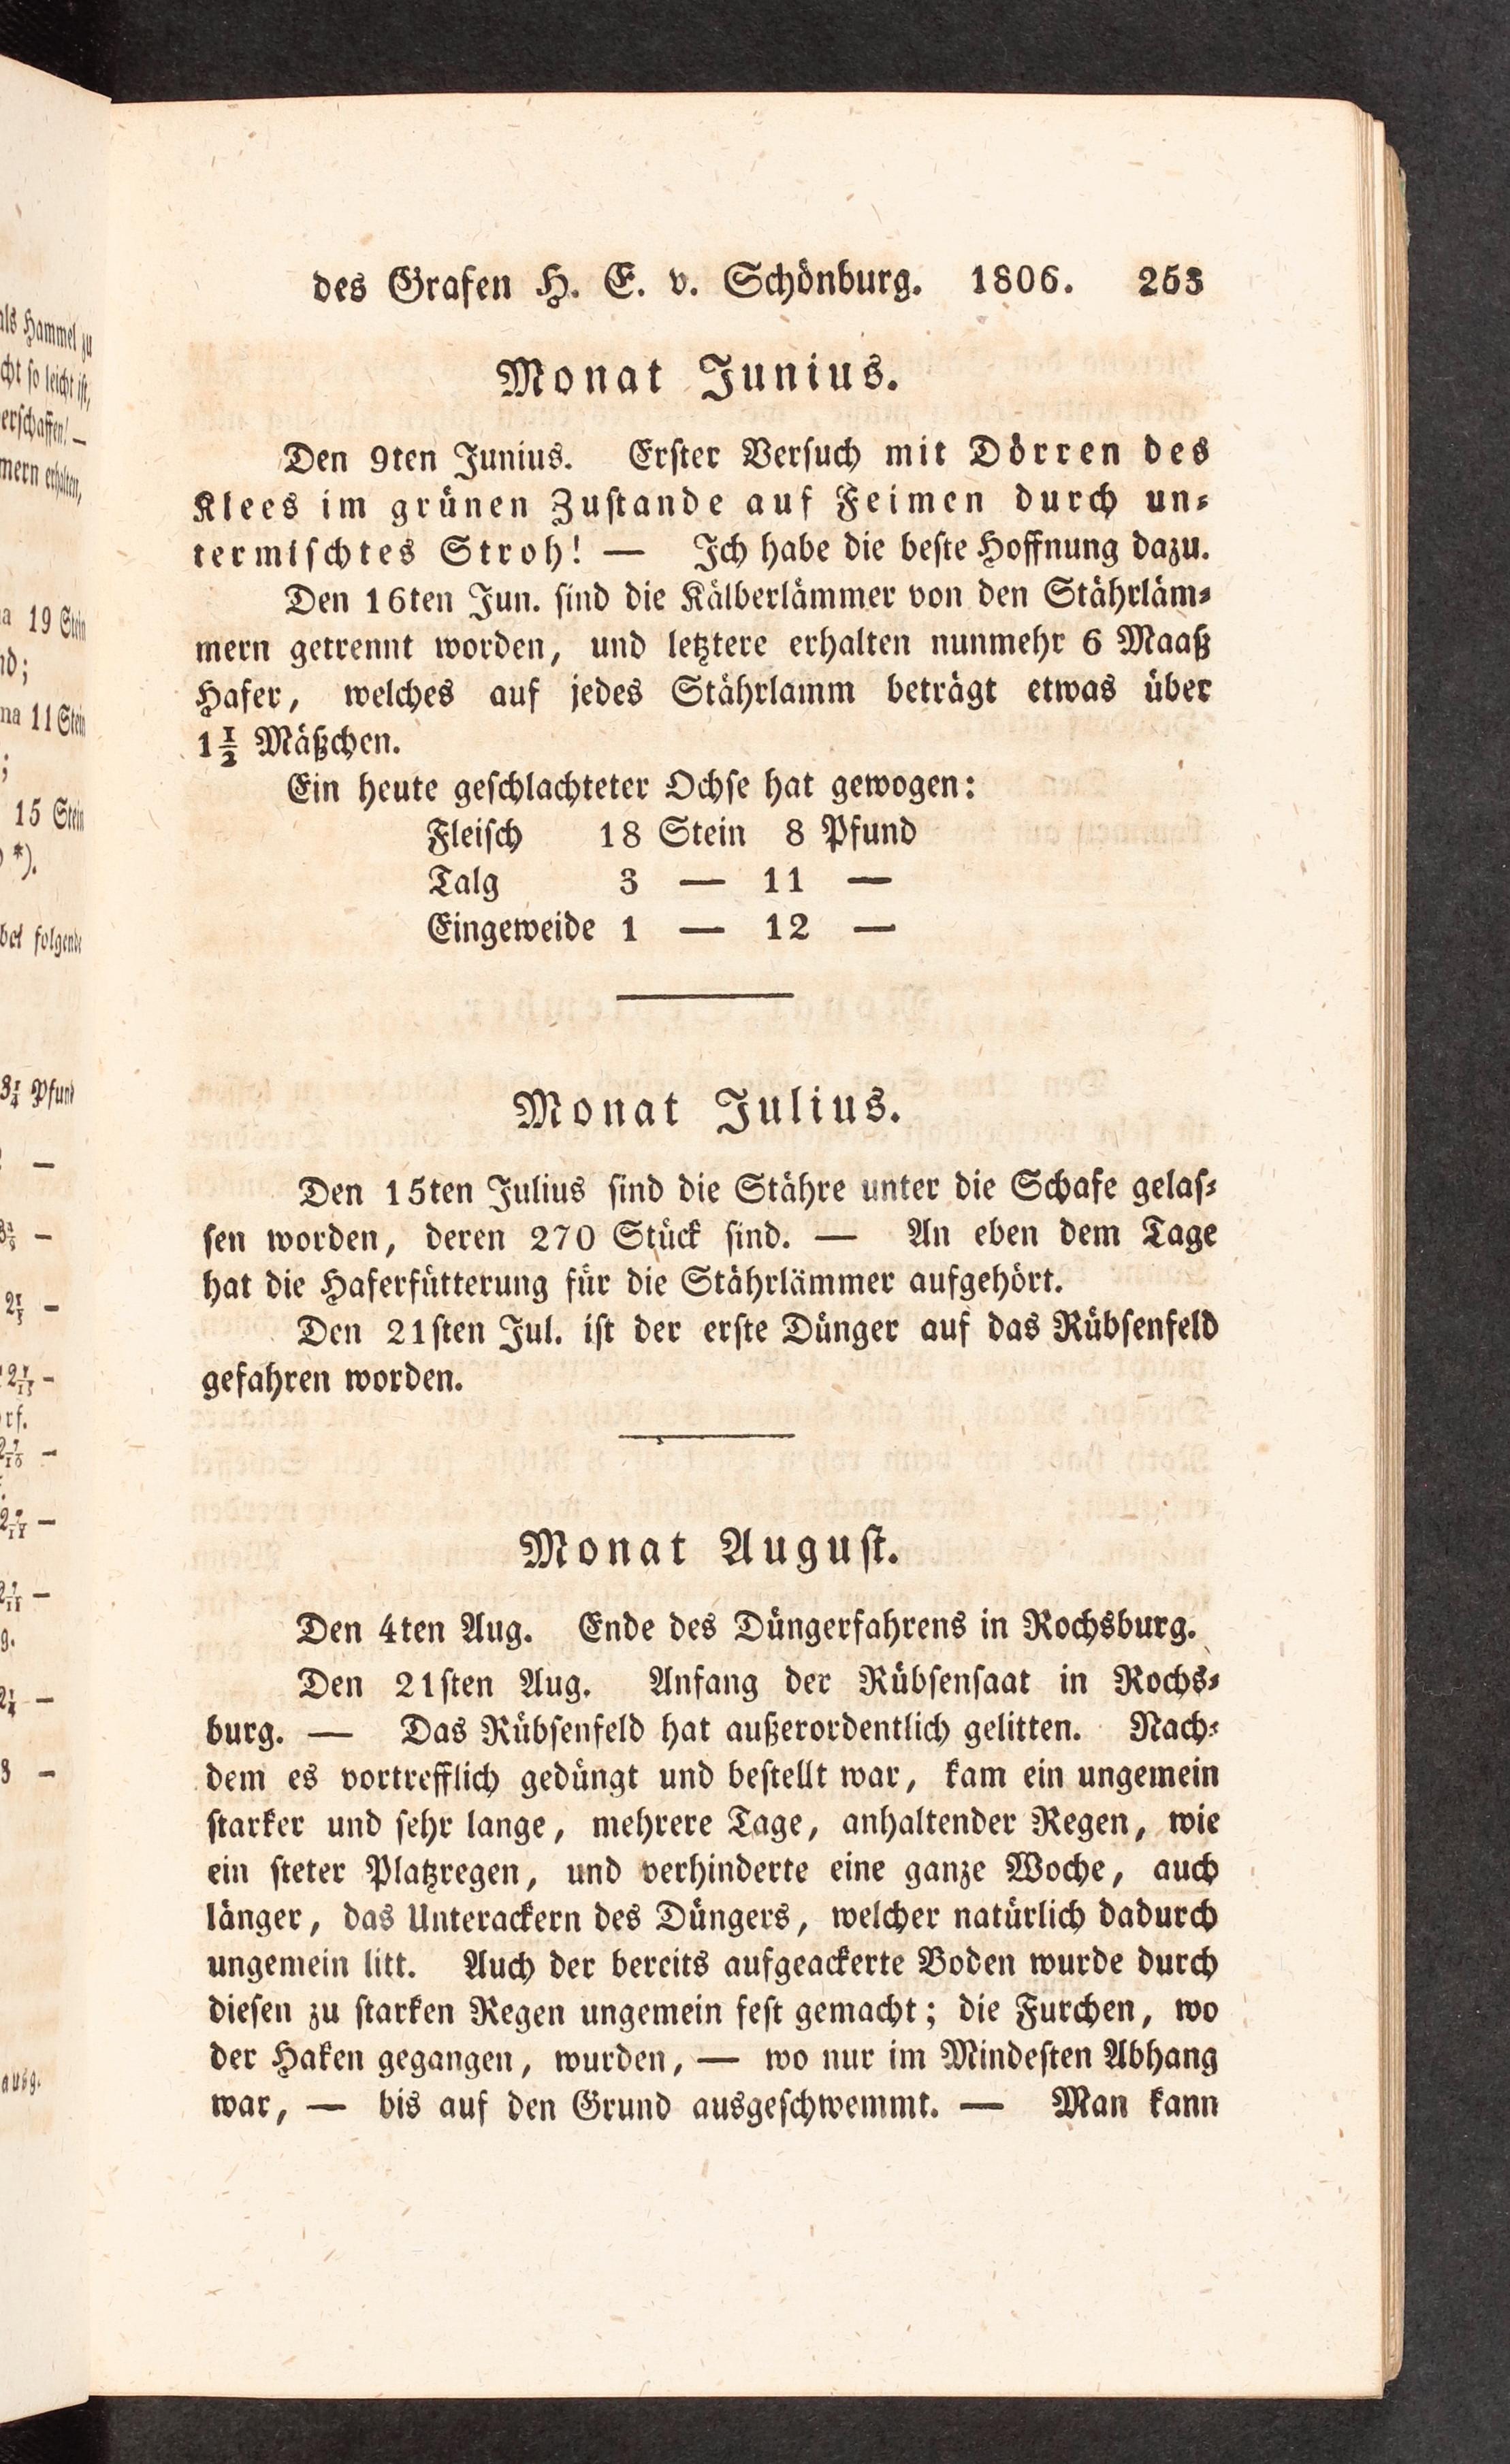 des Grafen H. E. v. Schönburg. 1806. 253
Monat Junius.
Den 9ten Junius. Erster Versuch mit Dörren des
Klees im grünen Zustande auf Feimen durch un-
termischtes Stroh! — Ich habe die beste Hoffnung dazu.
Den 16ten Jun. sind die Kälberlämmer von den Stährläm-
mern getrennt worden, und letztere erhalten nunmehr 6 Maaß
Hafer, welches auf jedes Stährlamm beträgt etwas über
1½ Mäßchen.
Ein heute geschlachteter Ochse hat gewogen:
Fleisch 18 Stein 8 Pfund
Talg 3 — 11 —
Eingeweide 1 — 12 —
Monat Julius.
Den 15ten Julius sind die Stähre unter die Schafe gelas-
sen worden, deren 270 Stück sind. — An eben dem Tage
hat die Haferfütterung für die Stährlämmer aufgehört.
Den 21sten Jul. ist der erste Dünger auf das Rübsenfeld
gefahren worden.
Monat August.
Den 4ten Aug. Ende des Düngerfahrens in Rochsburg.
Den 21sten Aug. Anfang der Rübsensaat in Rochs-
burg. — Das Rübsenfeld hat außerordentlich gelitten. Nach-
dem es vortrefflich gedüngt und bestellt war, kam ein ungemein
starker und sehr lange, mehrere Tage, anhaltender Regen, wie
ein steter Platzregen, und verhinderte eine ganze Woche, auch
länger, das Unterackern des Düngers, welcher natürlich dadurch
ungemein litt. Auch der bereits aufgeackerte Boden wurde durch
diesen zu starken Regen ungemein fest gemacht; die Furchen, wo
der Haken gegangen, wurden, — wo nur im Mindesten Abhang
war, — bis auf den Grund ausgeschwemmt. — Man kann